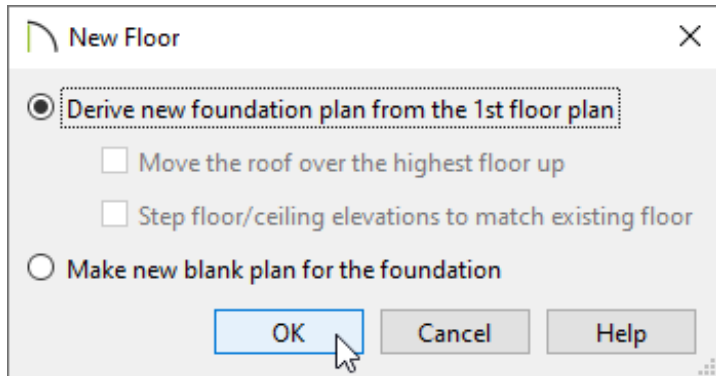 New Floor
Derive new foundation plan from the 1st floor plan
Move the roof over the highest floor up
Step floor/ceiling elevations to match existing floor
Make new blank plan for the foundation
OK Cancel Help